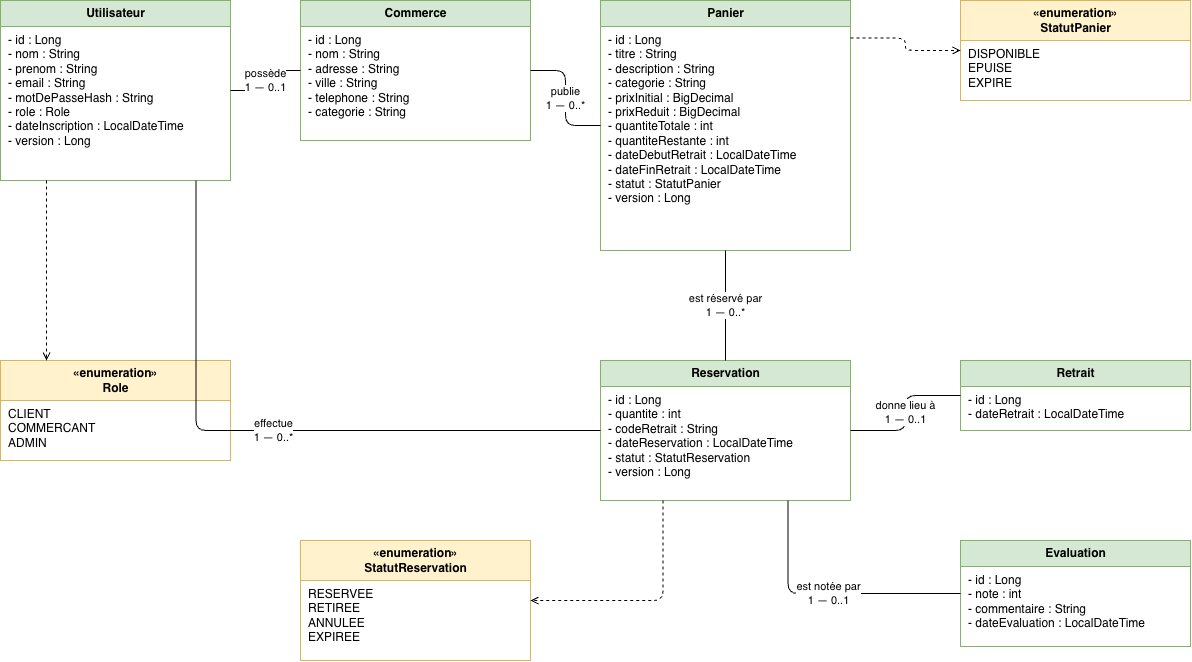 Utilisateur
- id : Long
- nom : String
- prenom : String
- email : String
- motDePasseHash : String
- role : Role
- dateInscription : LocalDateTime
- version : Long
possède
1 — 0..1
Commerce
- id : Long
- nom : String
- adresse : String
- ville : String
- telephone : String
- categorie : String
publie
1 — 0..*
Panier
- id : Long
- titre : String
- description : String
- categorie : String
- prixInitial : BigDecimal
- prixReduit : BigDecimal
- quantiteTotale : int
- quantiteRestante : int
- dateDebutRetrait : LocalDateTime
- dateFinRetrait : LocalDateTime
- statut : StatutPanier
- version : Long
«enumeration»
StatutPanier
DISPONIBLE
EPUISE
EXPIRE
est réservé par
1 — 0..*
«enumeration»
Role
CLIENT
COMMERCANT
ADMIN
effectue
1 — 0..*
Reservation
- id : Long
- quantite : int
- codeRetrait : String
- dateReservation : LocalDateTime
- statut : StatutReservation
- version : Long
donne lieu à
1 — 0..1
Retrait
- id : Long
- dateRetrait : LocalDateTime
«enumeration»
StatutReservation
RESERVEE
RETIREE
ANNULEE
EXPIREE
est notée par
1 — 0..1
Evaluation
- id : Long
- note : int
- commentaire : String
- dateEvaluation : LocalDateTime